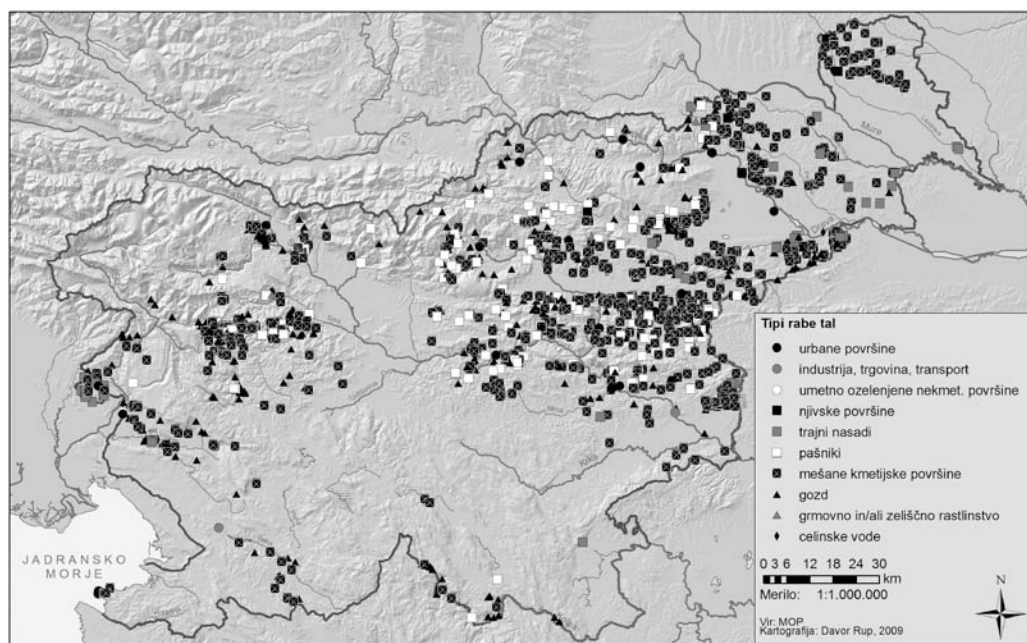 Mura
Krka
JADRANSKO
MORJE
Tipi rabe tal
urbane površine
industrija, trgovina, transport
umetno ozelenjene nekmet. površine
njivske površine
trajni nasadi
pašniki
mešane kmetijske površine
gozd
grmovno in/ali zeliščno rastlinstvo
celinske vode
0 3 6 12 18 24 30
km
Merilo: 1:1.000.000
N
Vir: MOP
Kartografija: Davor Rup, 2009